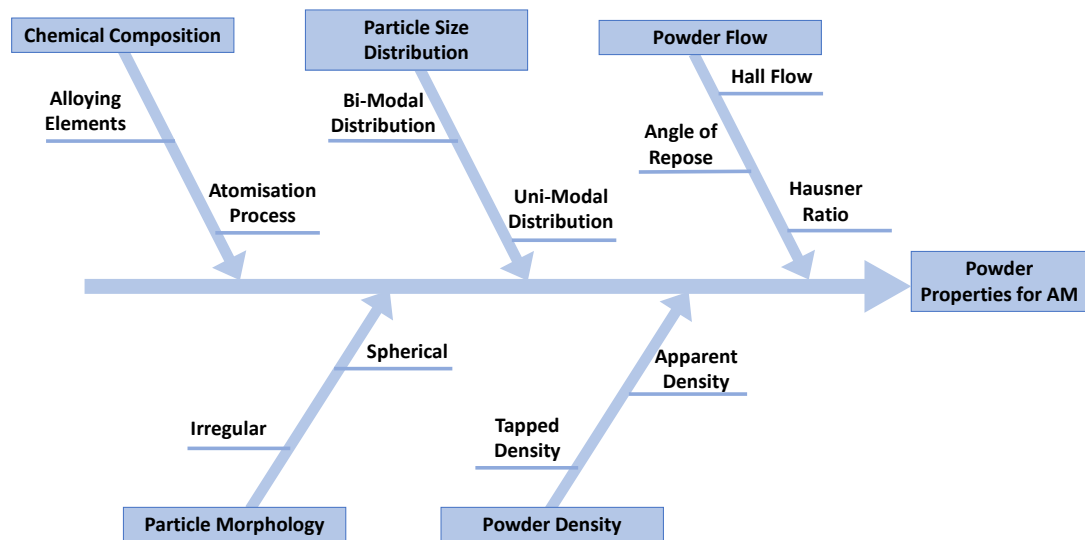 Chemical Composition
Particle Size
Distribution
Powder Flow
Alloying
Elements
Atomisation
Process
Bi-Modal
Distribution
Uni-Modal
Distribution
Hall Flow
Angle of
Repose
Hausner
Ratio
Powder
Properties for AM
Spherical
Irregular
Apparent
Density
Tapped
Density
Particle Morphology
Powder Density